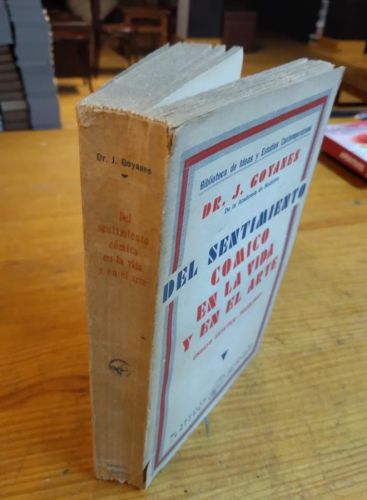 Dr. J. Goyanes
Del
sentimiento
cómico
en la vida
y en el arte
Biblioteca de Ideas y Estudios Contemporáneos
DR. J. GOYANES
De la Academia de Medicina
DEL SENTIMIENTO
COMICO
EN LA VIDA
Y EN EL ARTE